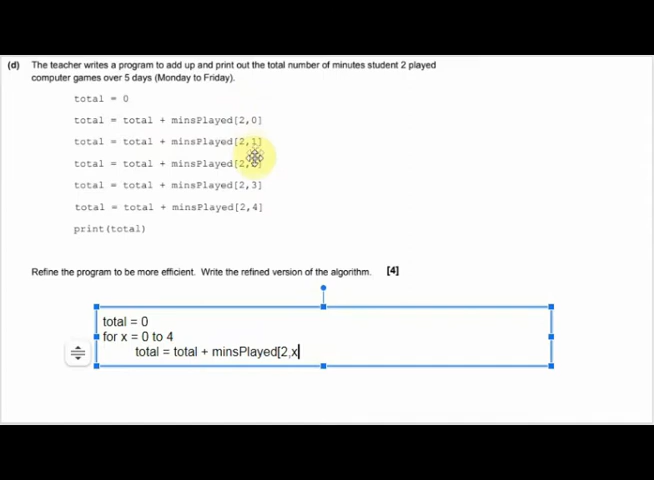 (d) The teacher writes a program to add up and print out the total number of minutes student 2 played
computer games over 5 days (Monday to Friday).
total = 0
total = total + minsPlayed[2,0]
total = total + minsPlayed[2,1]
total = total + minsPlayed[2,
total = total + minsPlayed[2,3]
total = total + minsPlayed[2,4]
print(total)
Refine the program to be more efficient. Write the refined version of the algorithm. [4]
total = 0
for x = 0 to 4
total = total + minsPlayed[2,x